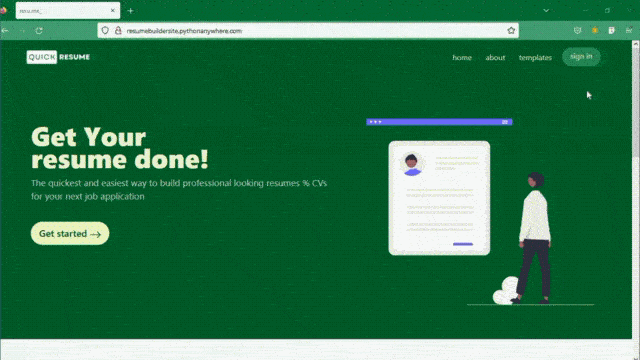 resumebuildersite.pythonanywhere.com
QUICK RESUME
home about templates sign in
Get Your
resume done!
The quickest and easiest way to build professional looking resumes % CVs
for your next job application
Get started →